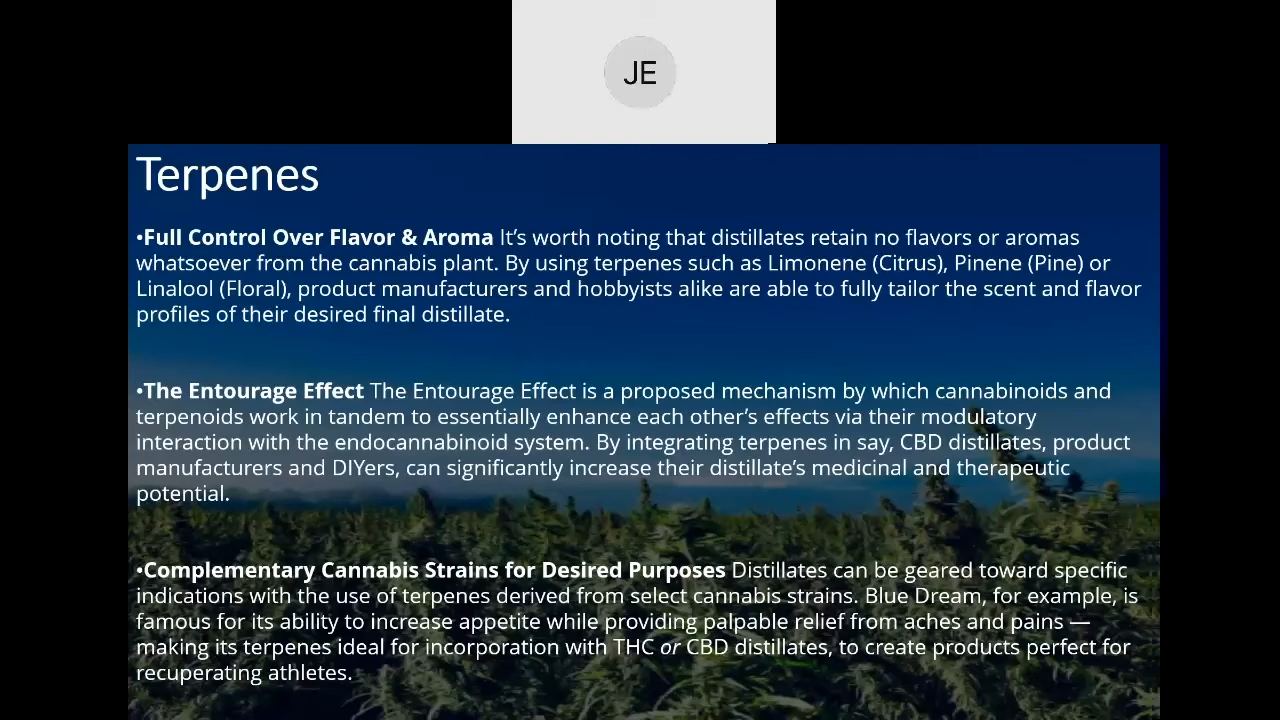 JE
Terpenes
•Full Control Over Flavor & Aroma It’s worth noting that distillates retain no flavors or aromas
whatsoever from the cannabis plant. By using terpenes such as Limonene (Citrus), Pinene (Pine) or
Linalool (Floral), product manufacturers and hobbyists alike are able to fully tailor the scent and flavor
profiles of their desired final distillate.
•The Entourage Effect The Entourage Effect is a proposed mechanism by which cannabinoids and
terpenoids work in tandem to essentially enhance each other’s effects via their modulatory
interaction with the endocannabinoid system. By integrating terpenes in say, CBD distillates, product
manufacturers and DIYers, can significantly increase their distillate’s medicinal and therapeutic
potential.
•Complementary Cannabis Strains for Desired Purposes Distillates can be geared toward specific
indications with the use of terpenes derived from select cannabis strains. Blue Dream, for example, is
famous for its ability to increase appetite while providing palpable relief from aches and pains —
making its terpenes ideal for incorporation with THC or CBD distillates, to create products perfect for
recuperating athletes.